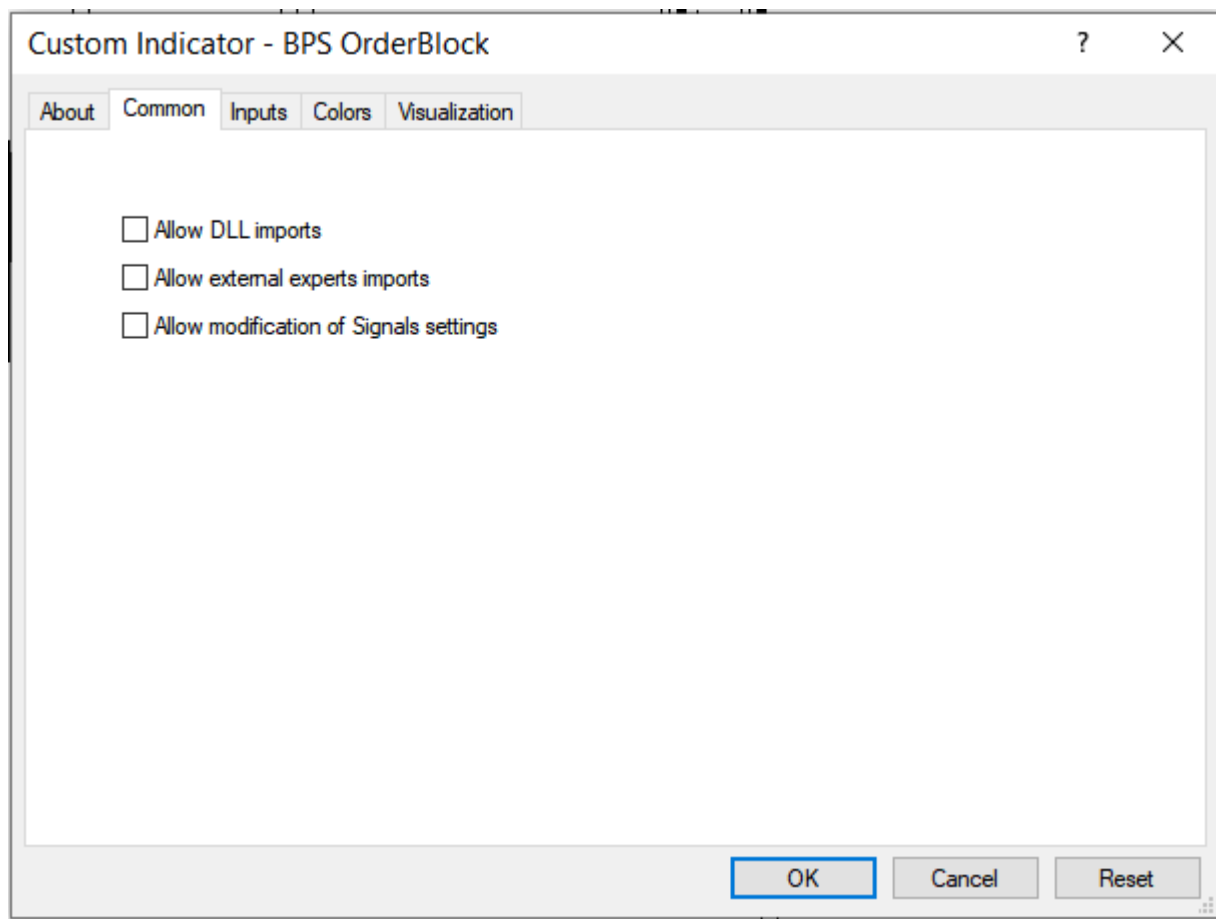 Custom Indicator - BPS OrderBlock ?
About Common Inputs Colors Visualization
Allow DLL imports
Allow external experts imports
Allow modification of Signals settings
OK Cancel Reset